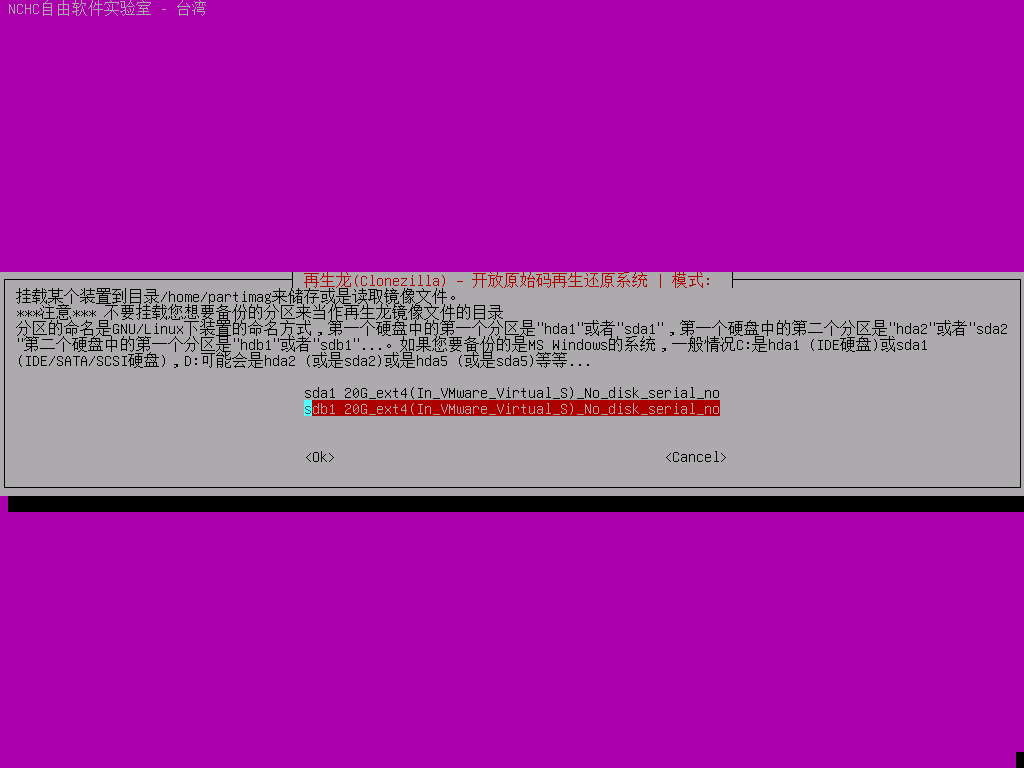 NCHC自由软件实验室 - 台湾
再生龙(Clonezilla) - 开放原始码再生还原系统 | 模式:
挂载某个装置到目录/home/partimag来储存或是读取镜像文件。
***注意*** 不要挂载您想要备份的分区来当作再生龙镜像文件的目录
分区的命名是GNU/Linux下装置的命名方式,第一个硬盘中的第一个分区是"hda1"或者"sda1",第一个硬盘中的第二个分区是"hda2"或者"sda2
"第二个硬盘中的第一个分区是"hdb1"或者"sdb1"...。如果您要备份的是MS Windows的系统,一般情况C:是hda1 (IDE硬盘)或sda1
(IDE/SATA/SCSI硬盘),D:可能会是hda2 (或是sda2)或是hda5 (或是sda5)等等...
sda1 20G_ext4(In_VMware_Virtual_S)_No_disk_serial_no
sdb1 20G_ext4(In_VMware_Virtual_S)_No_disk_serial_no
<Ok> <Cancel>